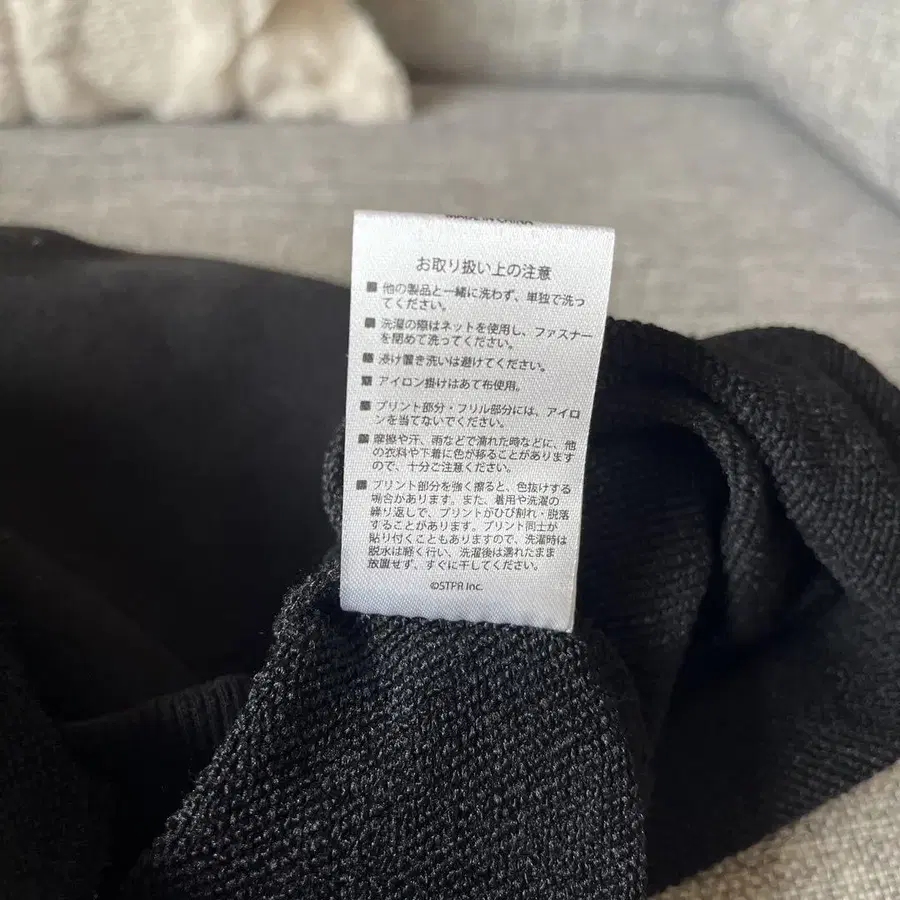 MADE IN CHINA
お取り扱い上の注意
■ 他の製品と一緒に洗わず、単独で洗っ
てください。
■ 洗濯の際はネットを使用し、ファスナー
を閉めて洗ってください。
■ 浸け置き洗いは避けてください。
■ アイロン掛けはあて布使用。
■ プリント部分・フリル部分には、アイロ
ンを当てないでください。
■ 摩擦や汗、雨などで濡れた時などに、他
の衣料や下着に色が移ることがあります
ので、十分ご注意ください。
■ プリント部分を強く擦ると、色抜けする
場合があります。また、着用や洗濯の
繰り返しで、プリントがひび割れ・脱落
することがあります。プリント同士が
貼り付くこともありますので、洗濯時は
脱水は軽く行い、洗濯後は濡れたまま
放置せず、すぐに干してください。
©STPR Inc.